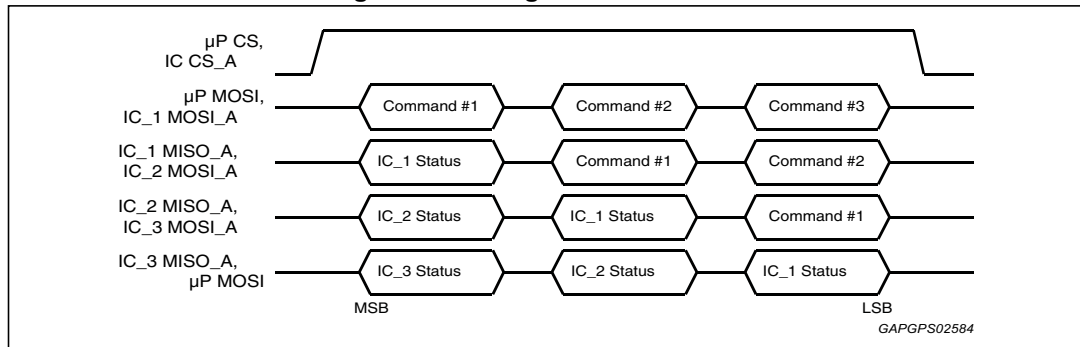 µP CS,
IC CS_A
µP MOSI,
IC_1 MOSI_A
Command #1
Command #2
Command #3
IC_1 MISO_A,
IC_2 MOSI_A
IC_1 Status
Command #1
Command #2
IC_2 MISO_A,
IC_3 MOSI_A
IC_2 Status
IC_1 Status
Command #1
IC_3 MISO_A,
µP MOSI
IC_3 Status
IC_2 Status
IC_1 Status
MSB
LSB
GAPGPS02584